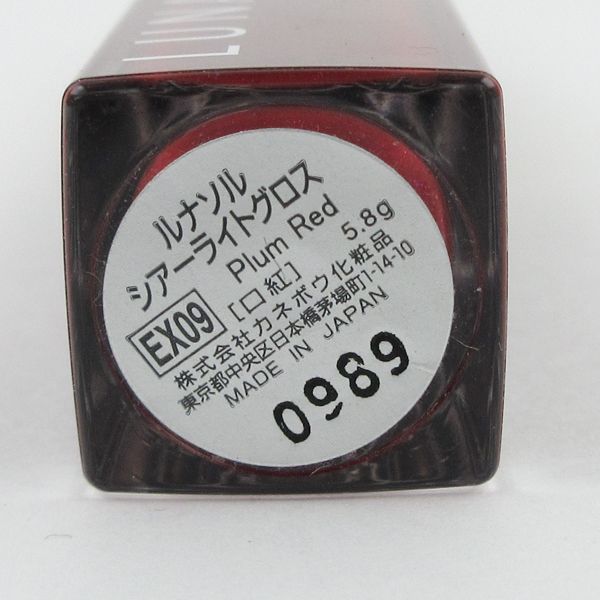 LUNA
ルナソル
シアーライトグロス
Plum Red
EX09 [口紅] 5.8g
株式会社カネボウ化粧品
東京都中央区日本橋茅場町1-14-10
MADE IN JAPAN
0989